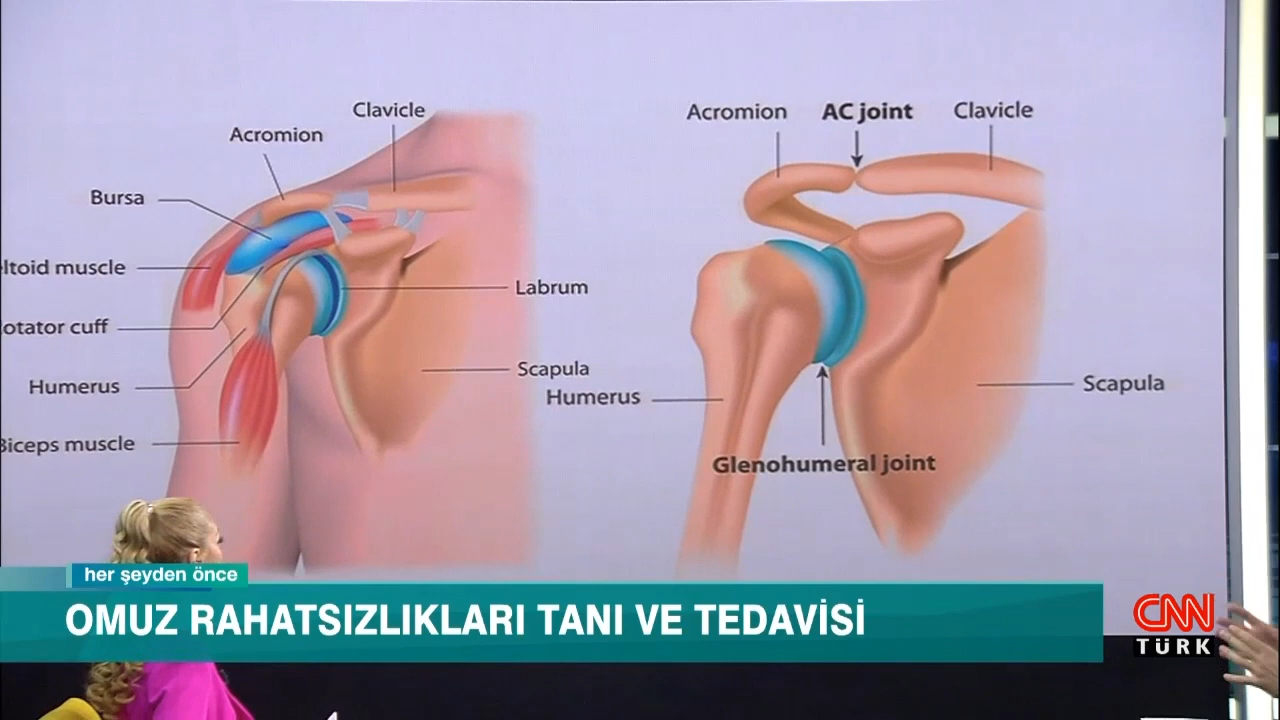 Clavicle
Acromion
Bursa
eltoid muscle
otator cuff
Humerus
Biceps muscle
Labrum
Scapula
Acromion
AC joint
Clavicle
Humerus
Scapula
Glenohumeral joint
her şeyden önce
OMUZ RAHATSIZLIKLARI TANI VE TEDAVİSİ
CNN
TÜRK